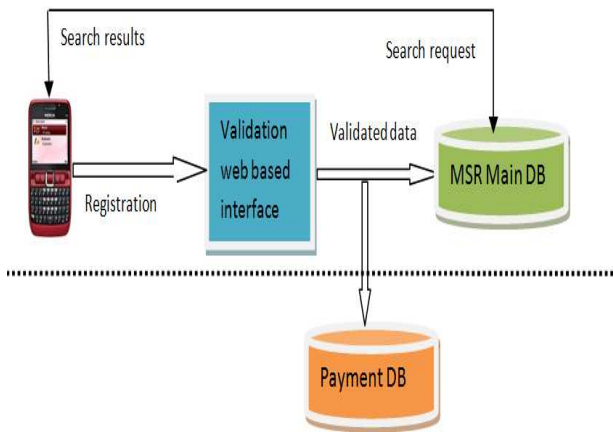 Search results
Search request
Validation
web based
interface
Validated data
MSR Main DB
Registration
Payment DB